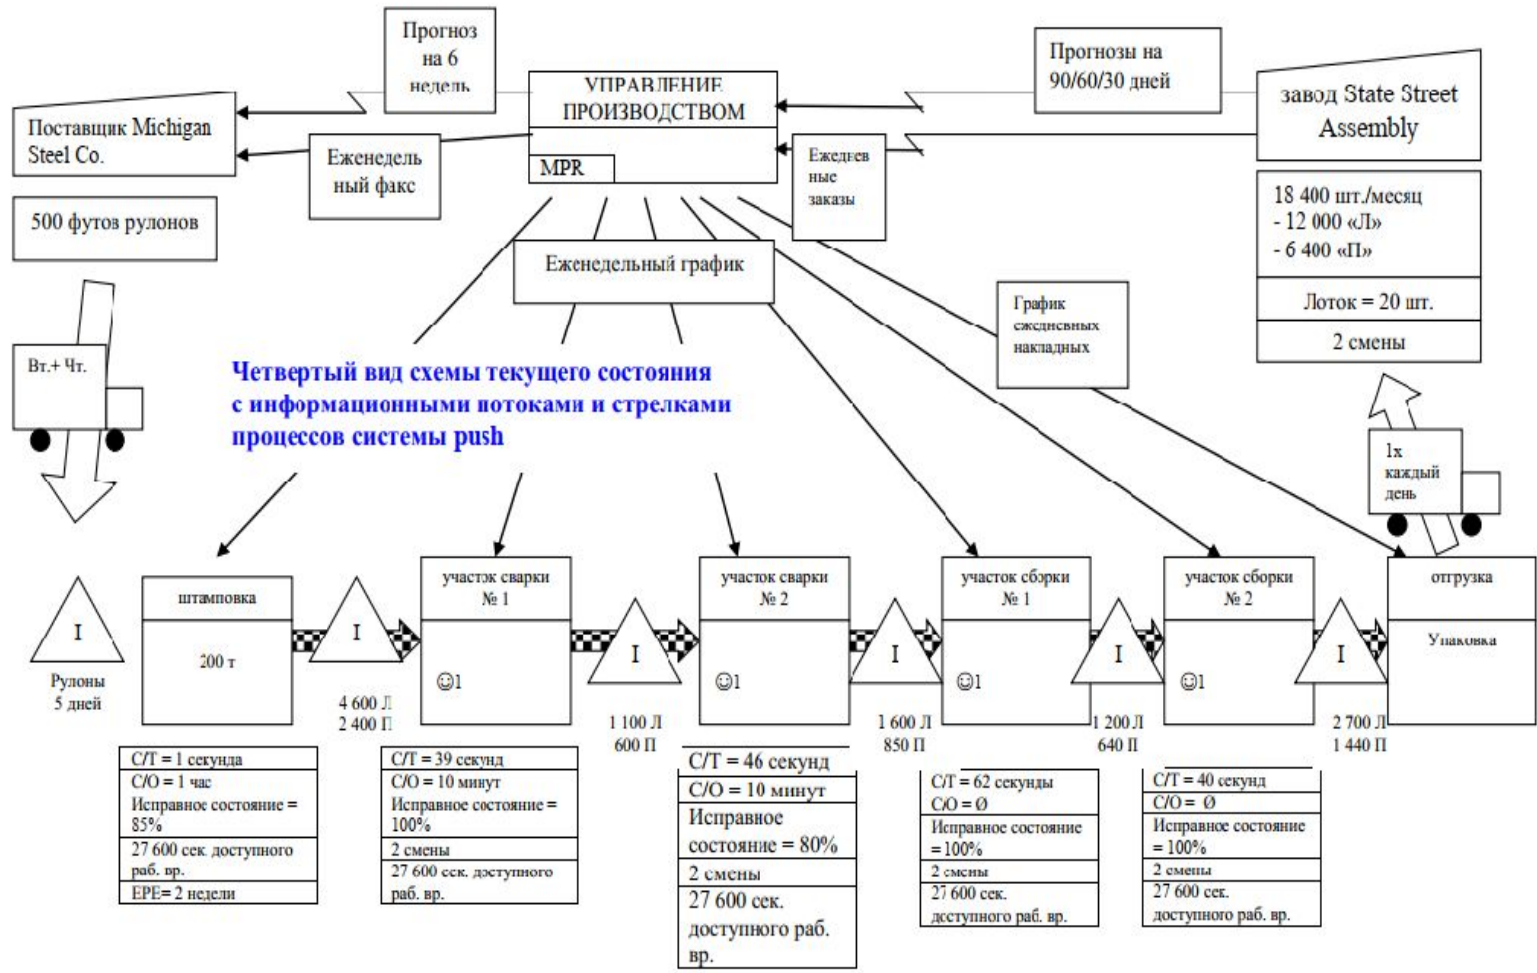 Прогноз
на 6
недель
Прогнозы на
90/60/30 дней
УПРАВЛЕНИЕ
ПРОИЗВОДСТВОМ
MPR
завод State Street
Assembly
Поставщик Michigan
Steel Co.
Еженедель
ный факс
Ежеднев
ные
заказы
500 футов рулонов
18 400 шт./месяц
- 12 000 «Л»
- 6 400 «П»
Лоток = 20 шт.
2 смены
Еженедельный график
График
ежедневных
накладных
Вт.+ Чт.
Четвертый вид схемы текущего состояния
с информационными потоками и стрелками
процессов системы push
1х
каждый
день
I
Рулоны
5 дней
штамповка
200 т
I
4 600 Л
2 400 П
участок сварки
№ 1
☺1
I
1 100 Л
600 П
участок сварки
№ 2
☺1
I
1 600 Л
850 П
участок сборки
№ 1
☺1
I
1 200 Л
640 П
участок сборки
№ 2
☺1
I
2 700 Л
1 440 П
отгрузка
Упаковка
С/Т = 1 секунда
С/О = 1 час
Исправное состояние =
85%
27 600 сек. доступного
раб. вр.
EPE= 2 недели
С/Т = 39 секунд
С/О = 10 минут
Исправное состояние =
100%
2 смены
27 600 сек. доступного
раб. вр.
С/Т = 46 секунд
С/О = 10 минут
Исправное
состояние = 80%
2 смены
27 600 сек.
доступного раб.
вр.
С/Т = 62 секунды
С/О = Ø
Исправное состояние
= 100%
2 смены
27 600 сек.
доступного раб. вр.
С/Т = 40 секунд
С/О = Ø
Исправное состояние
= 100%
2 смены
27 600 сек.
доступного раб. вр.